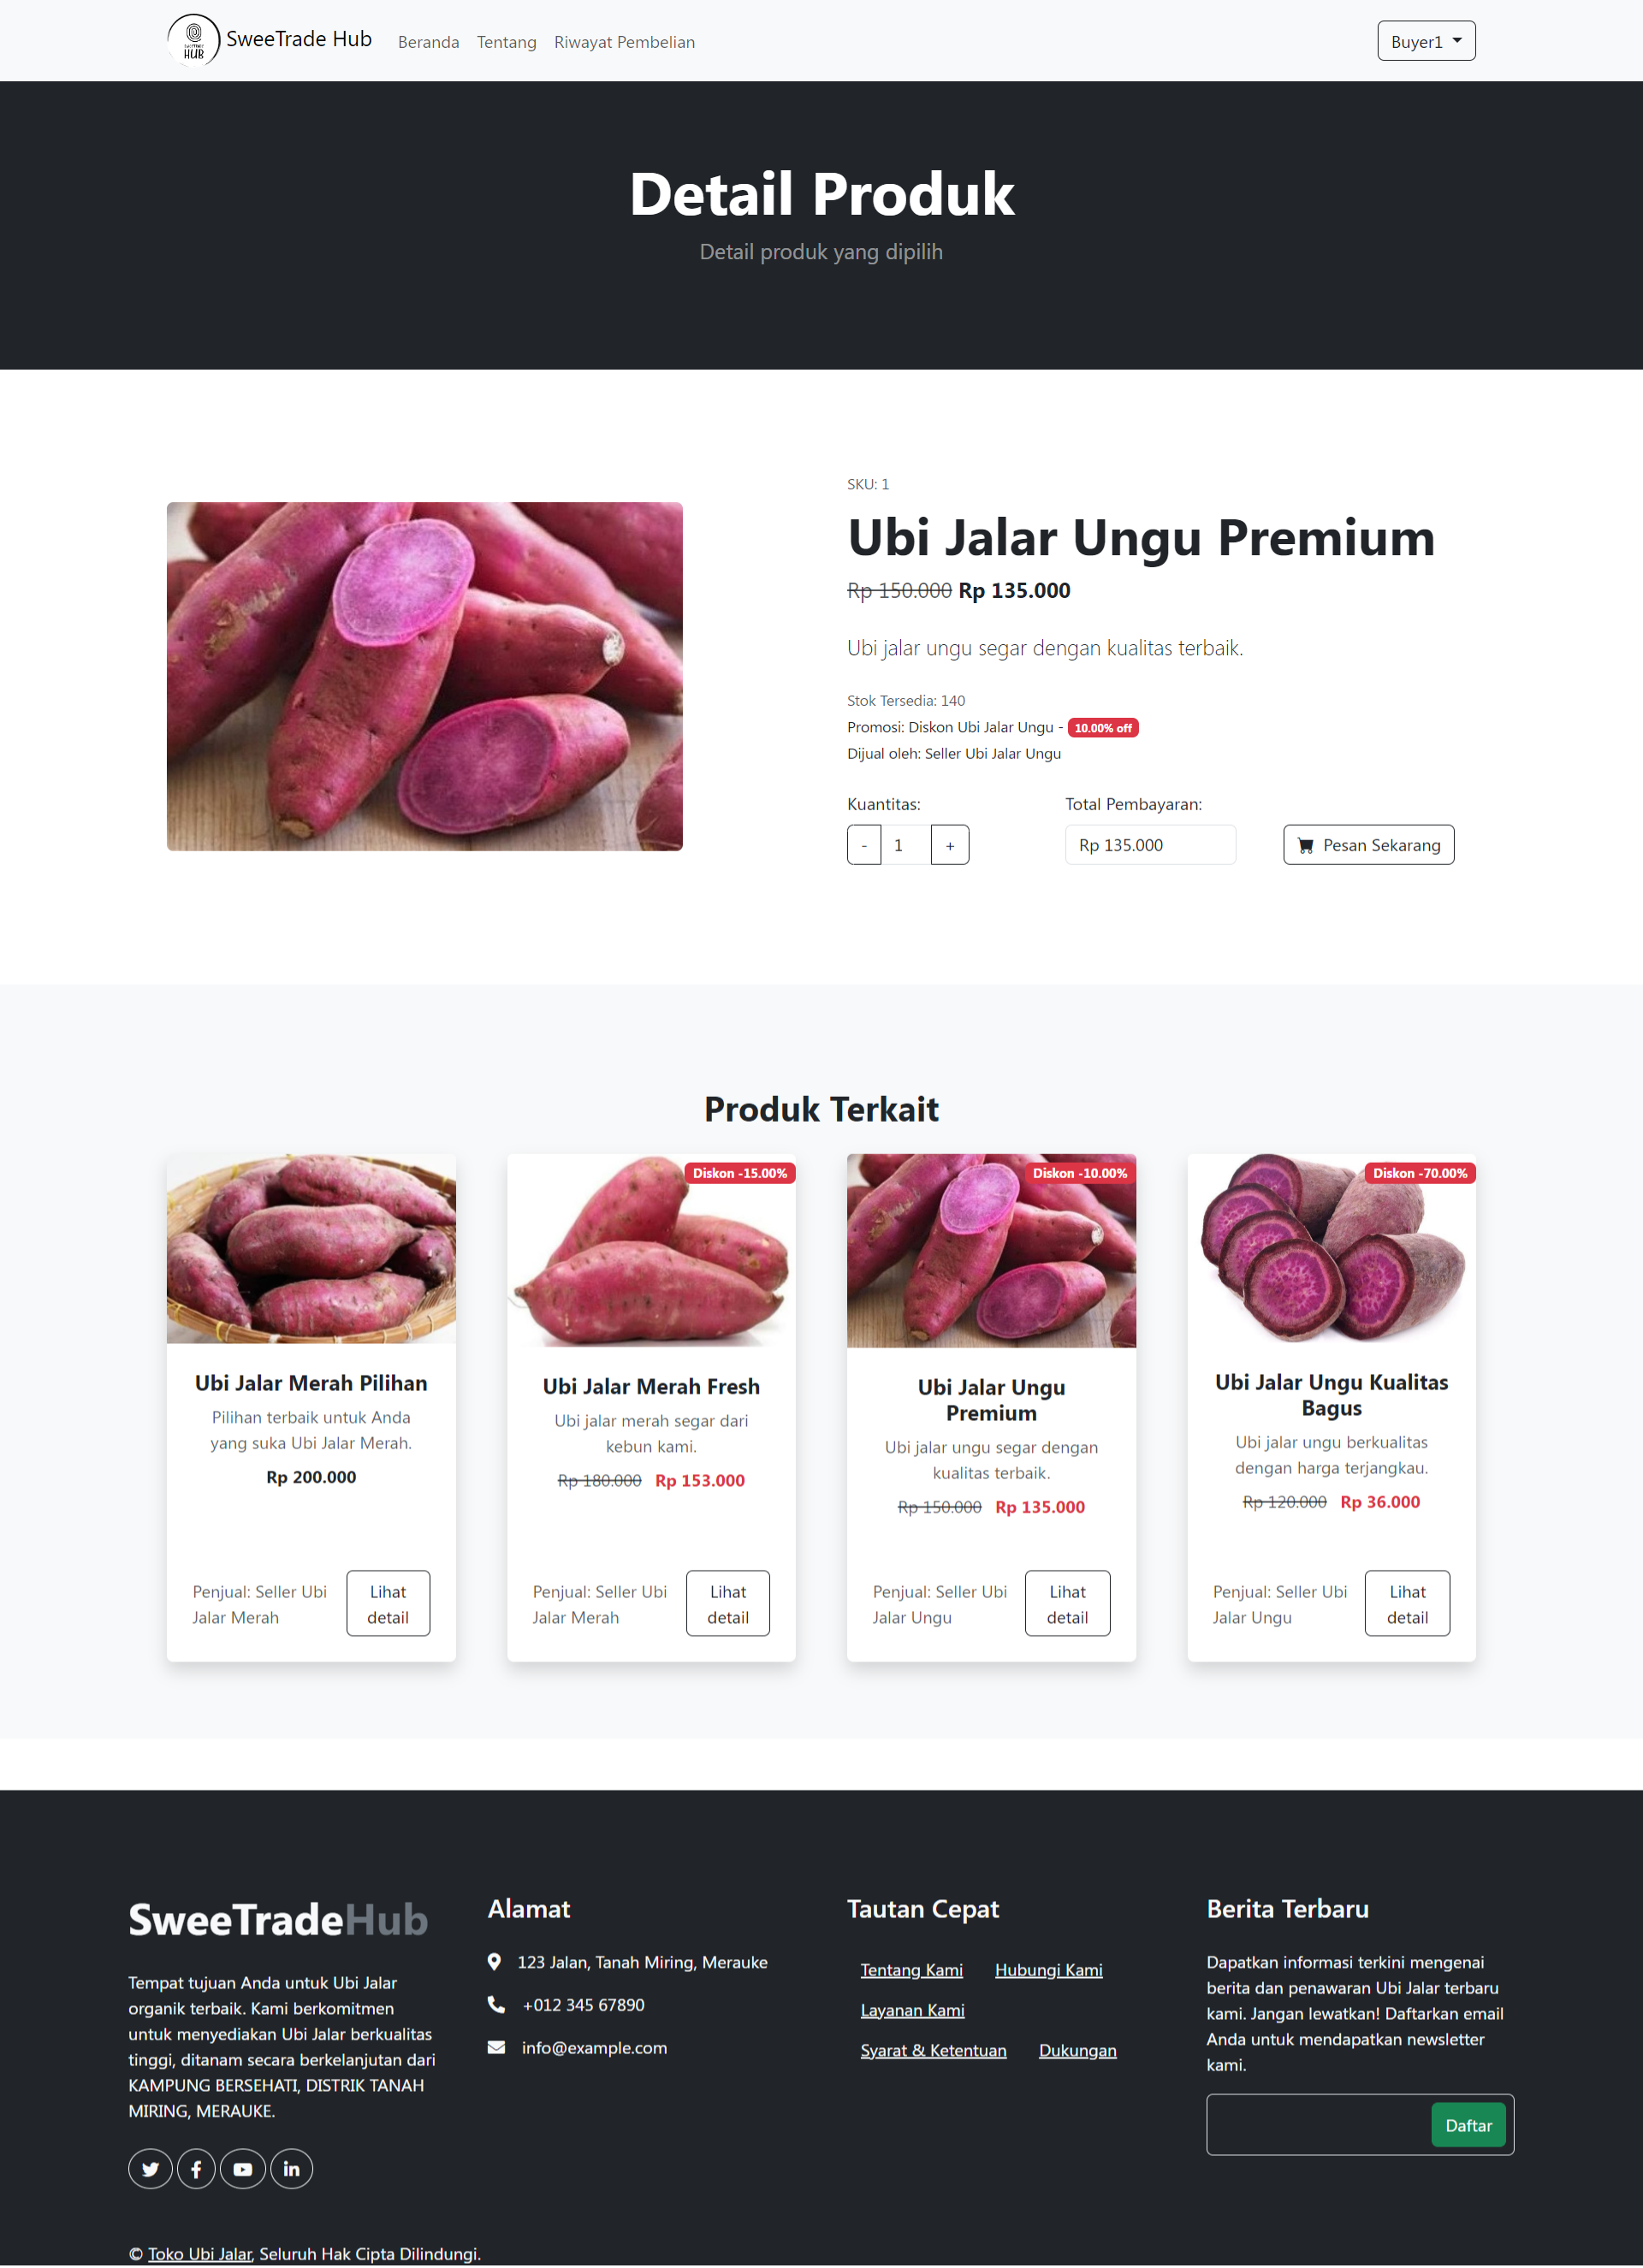 SweeTrade Hub Beranda Tentang Riwayat Pembelian Buyer1
HUB
Detail Produk
Detail produk yang dipilih
SKU: 1
Ubi Jalar Ungu Premium
Rp 150.000 Rp 135.000
Ubi jalar ungu segar dengan kualitas terbaik.
Stok Tersedia: 140
Promosi: Diskon Ubi Jalar Ungu - 10.00% off
Dijual oleh: Seller Ubi Jalar Ungu
Kuantitas: Total Pembayaran:
- 1 + Rp 135.000 Pesan Sekarang
Produk Terkait
Ubi Jalar Merah Pilihan
Pilihan terbaik untuk Anda
yang suka Ubi Jalar Merah.
Rp 200.000
Penjual: Seller Ubi
Jalar Merah
Lihat
detail
Diskon -15.00%
Ubi Jalar Merah Fresh
Ubi jalar merah segar dari
kebun kami.
Rp 180.000 Rp 153.000
Penjual: Seller Ubi
Jalar Merah
Lihat
detail
Diskon -10.00%
Ubi Jalar Ungu
Premium
Ubi jalar ungu segar dengan
kualitas terbaik.
Rp 150.000 Rp 135.000
Penjual: Seller Ubi
Jalar Ungu
Lihat
detail
Diskon -70.00%
Ubi Jalar Ungu Kualitas
Bagus
Ubi jalar ungu berkualitas
dengan harga terjangkau.
Rp 120.000 Rp 36.000
Penjual: Seller Ubi
Jalar Ungu
Lihat
detail
SweeTradeHub
Tempat tujuan Anda untuk Ubi Jalar
organik terbaik. Kami berkomitmen
untuk menyediakan Ubi Jalar berkualitas
tinggi, ditanam secara berkelanjutan dari
KAMPUNG BERSEHATI, DISTRIK TANAH
MIRING, MERAUKE.
Alamat
123 Jalan, Tanah Miring, Merauke
+012 345 67890
info@example.com
Tautan Cepat
Tentang Kami Hubungi Kami
Layanan Kami
Syarat & Ketentuan Dukungan
Berita Terbaru
Dapatkan informasi terkini mengenai
berita dan penawaran Ubi Jalar terbaru
kami. Jangan lewatkan! Daftarkan email
Anda untuk mendapatkan newsletter
kami.
Daftar
© Toko Ubi Jalar, Seluruh Hak Cipta Dilindungi.